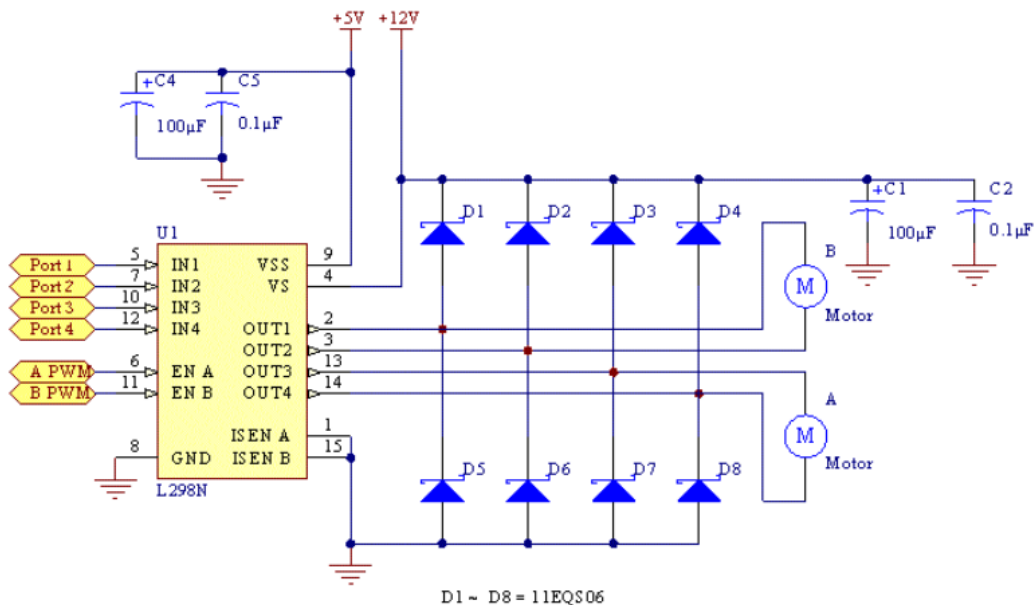 +5V
+12V
+ C4
100µF
C5
0.1µF
D1
D2
D3
D4
+ C1
100µF
C2
0.1µF
U1
Port 1
5
IN1
VSS
9
Port 2
7
IN2
VS
4
Port 3
10
IN3
Port 4
12
IN4
OUT1
2
OUT2
3
A PWM
6
EN A
OUT3
13
B PWM
11
EN B
OUT4
14
ISEN A
1
8
GND
ISEN B
15
L298N
B
M
Motor
A
M
Motor
D5
D6
D7
D8
D1 ~ D8 = 11EQS06